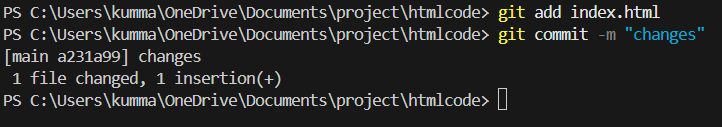 PS C:\Users\kumma\OneDrive\Documents\project\htmlcode> git add index.html
PS C:\Users\kumma\OneDrive\Documents\project\htmlcode> git commit -m "changes"
[main a231a99] changes
 1 file changed, 1 insertion(+)
PS C:\Users\kumma\OneDrive\Documents\project\htmlcode>